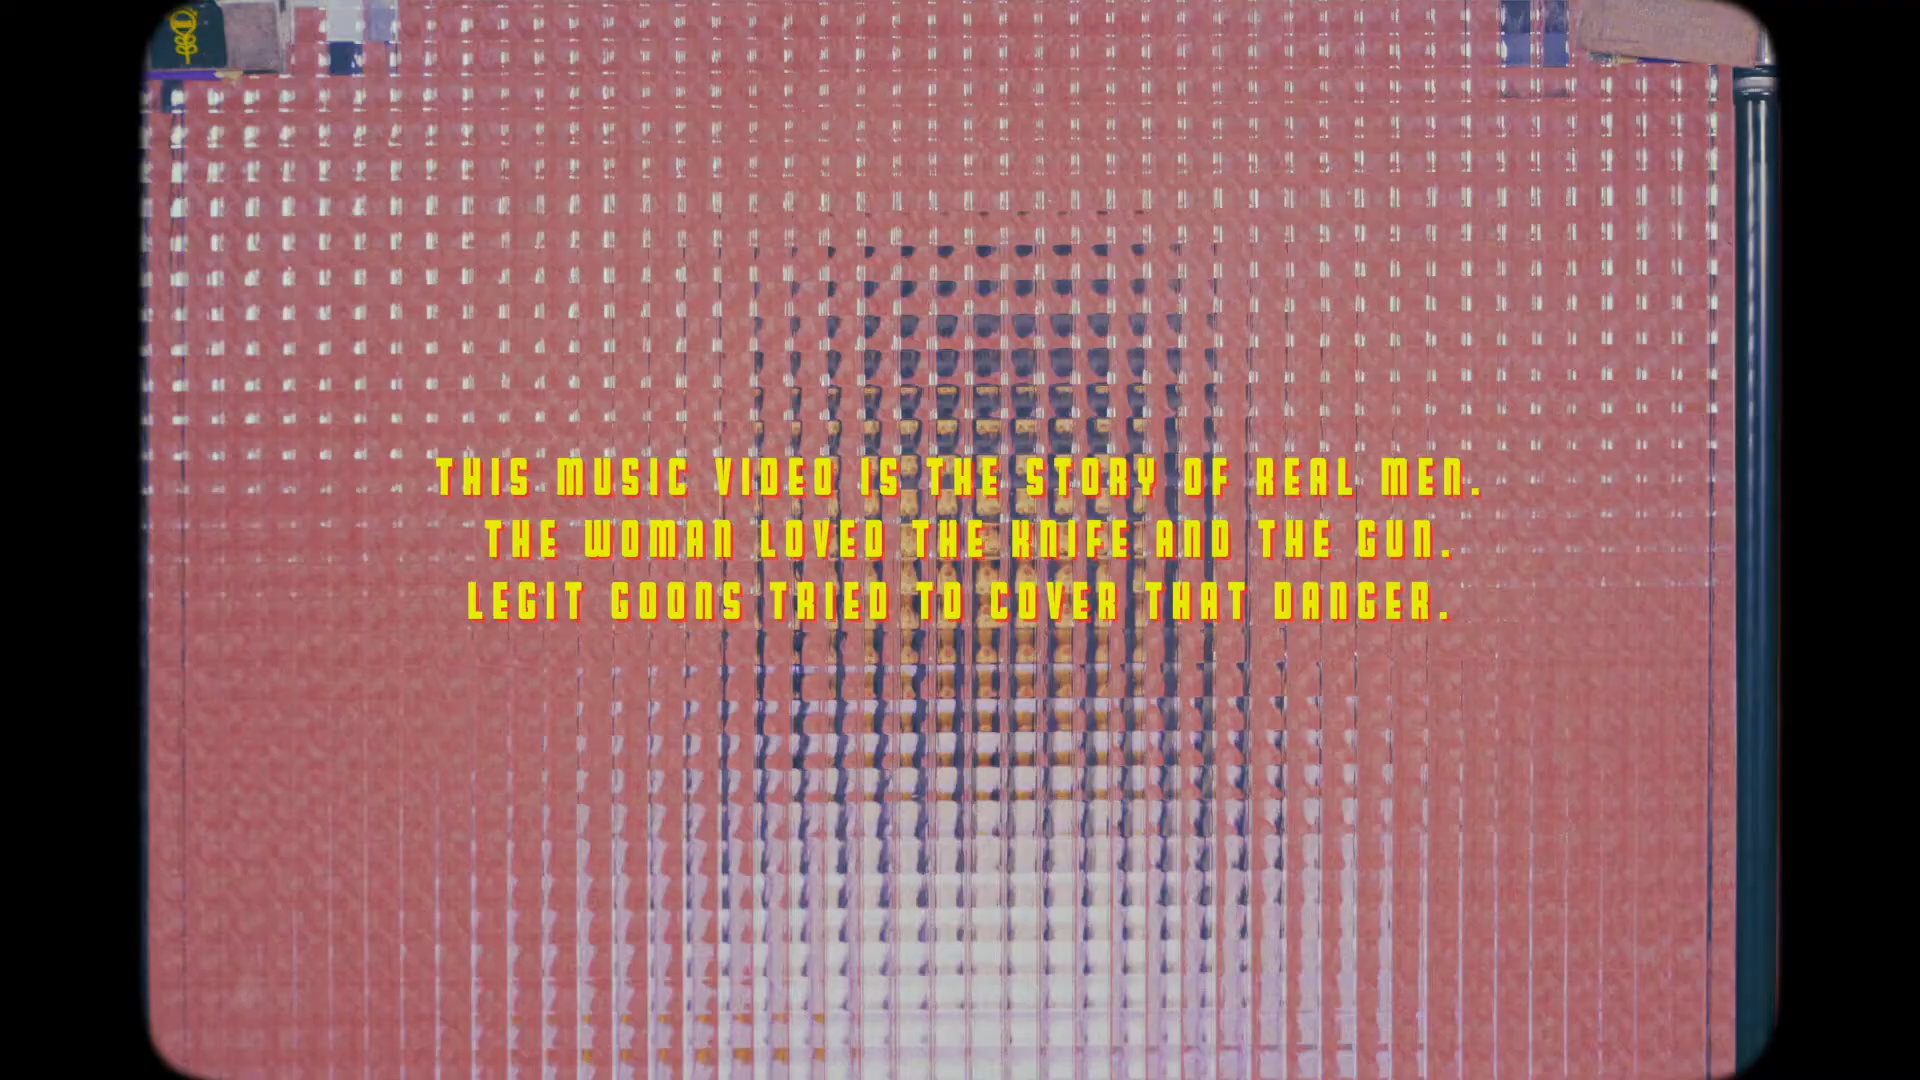 THIS MUSIC VIDEO IS THE STORY OF REAL MEN.
THE WOMAN LOVED THE KNIFE AND THE GUN.
LEGIT GOONS TRIED TO COVER THAT DANGER.